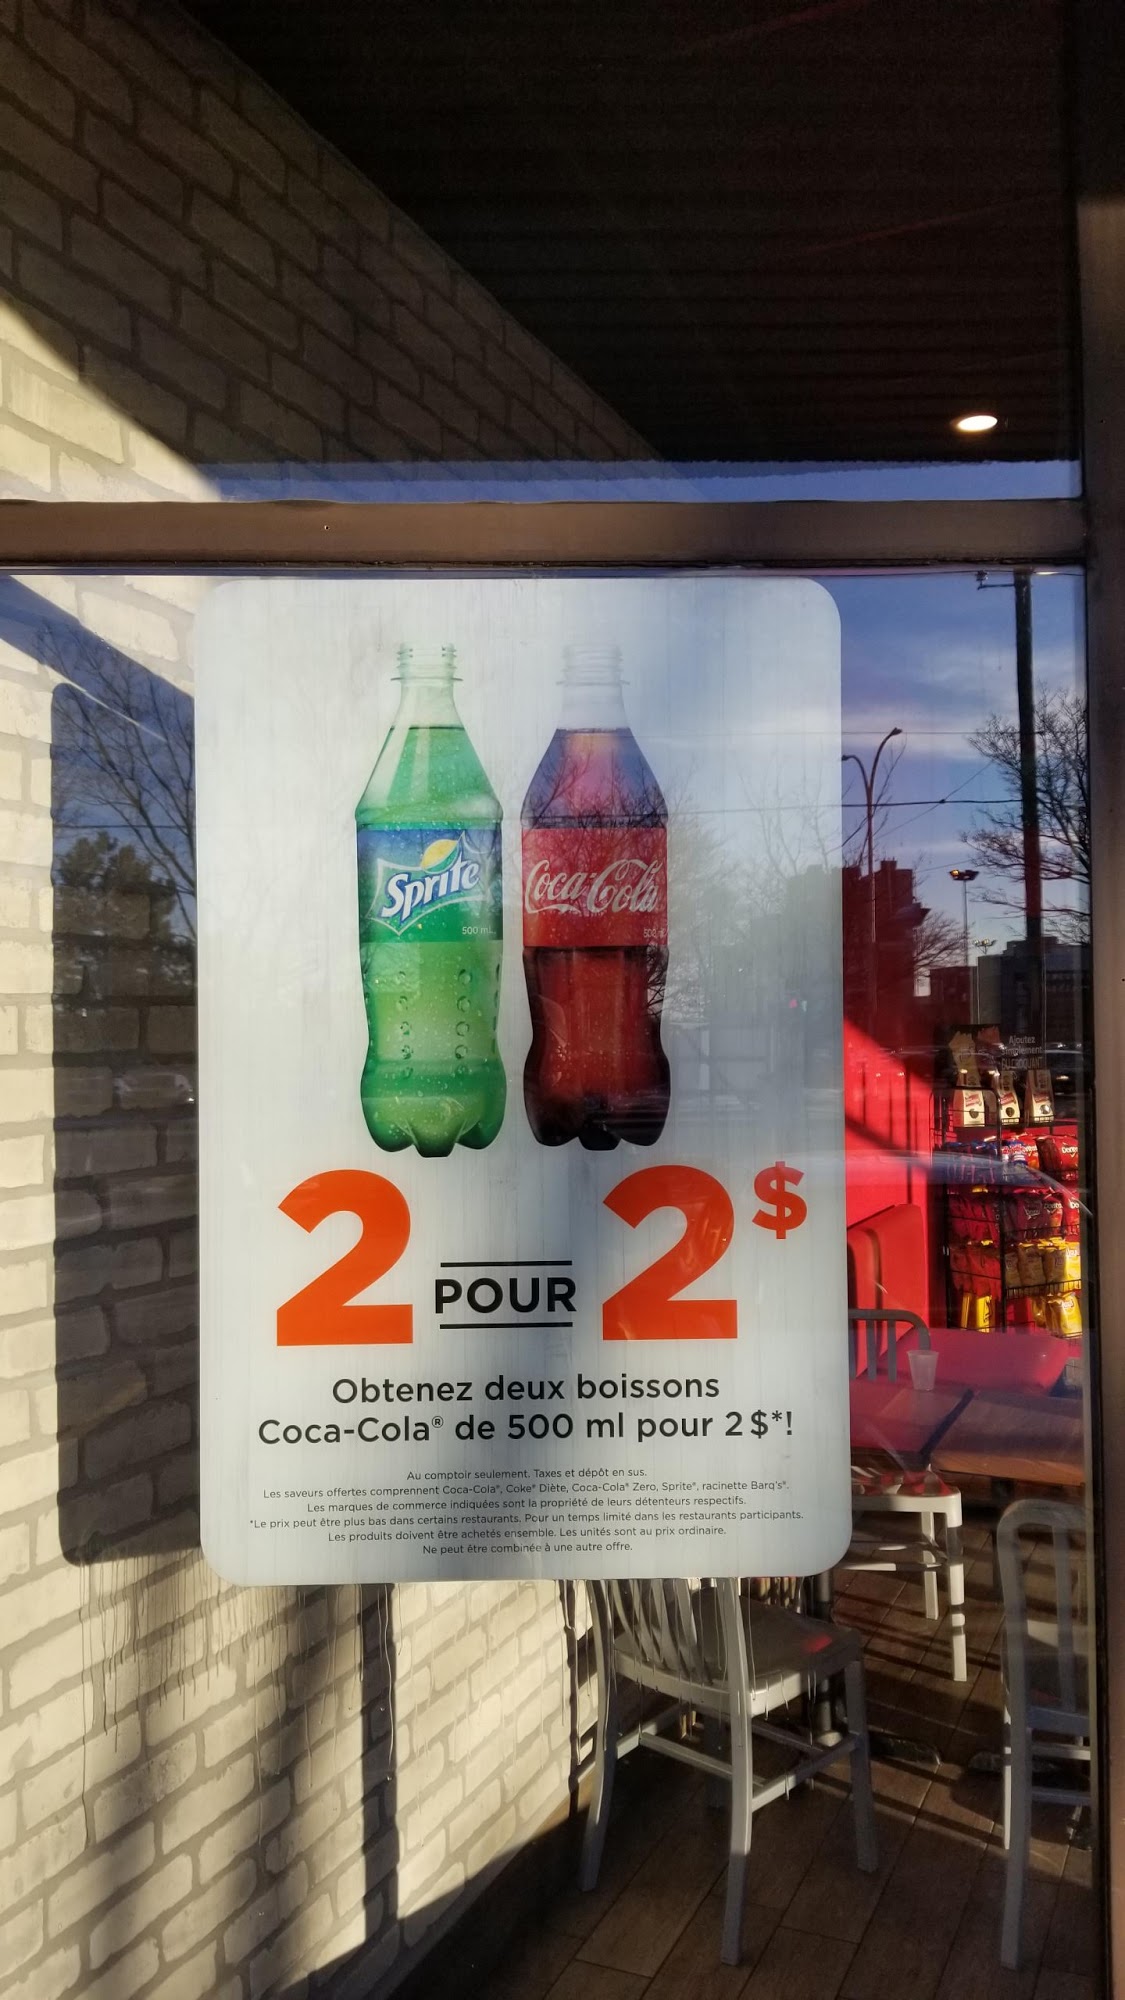 Sprite
500 ml
Coca-Cola
2 POUR 2$
Obtenez deux boissons
Coca-Cola® de 500 ml pour 2 $*!
Au comptoir seulement. Taxes et dépôt en sus.
Les saveurs offertes comprennent Coca-Cola®, Coke® Diète, Coca-Cola® Zero, Sprite®, racinette Barq's®.
Les marques de commerce indiquées sont la propriété de leurs détenteurs respectifs.
*Le prix peut être plus bas dans certains restaurants. Pour un temps limité dans les restaurants participants.
Les produits doivent être achetés ensemble. Les unités sont au prix ordinaire.
Ne peut être combinée à une autre offre.
Ajoutez
simplement
DU CROQUANT